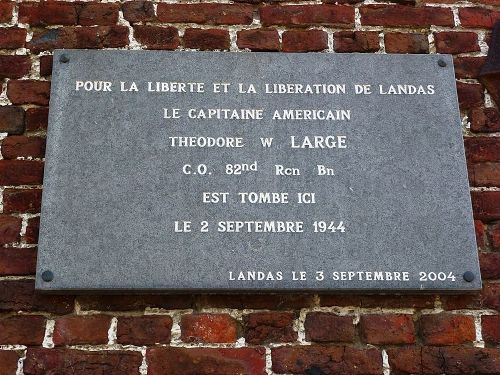 POUR LA LIBERTE ET LA LIBERATION DE LANDAS
LE CAPITAINE AMERICAIN
THEODORE W LARGE
C.O. 82nd Rcn Bn
EST TOMBE ICI
LE 2 SEPTEMBRE 1944
LANDAS LE 3 SEPTEMBRE 2004